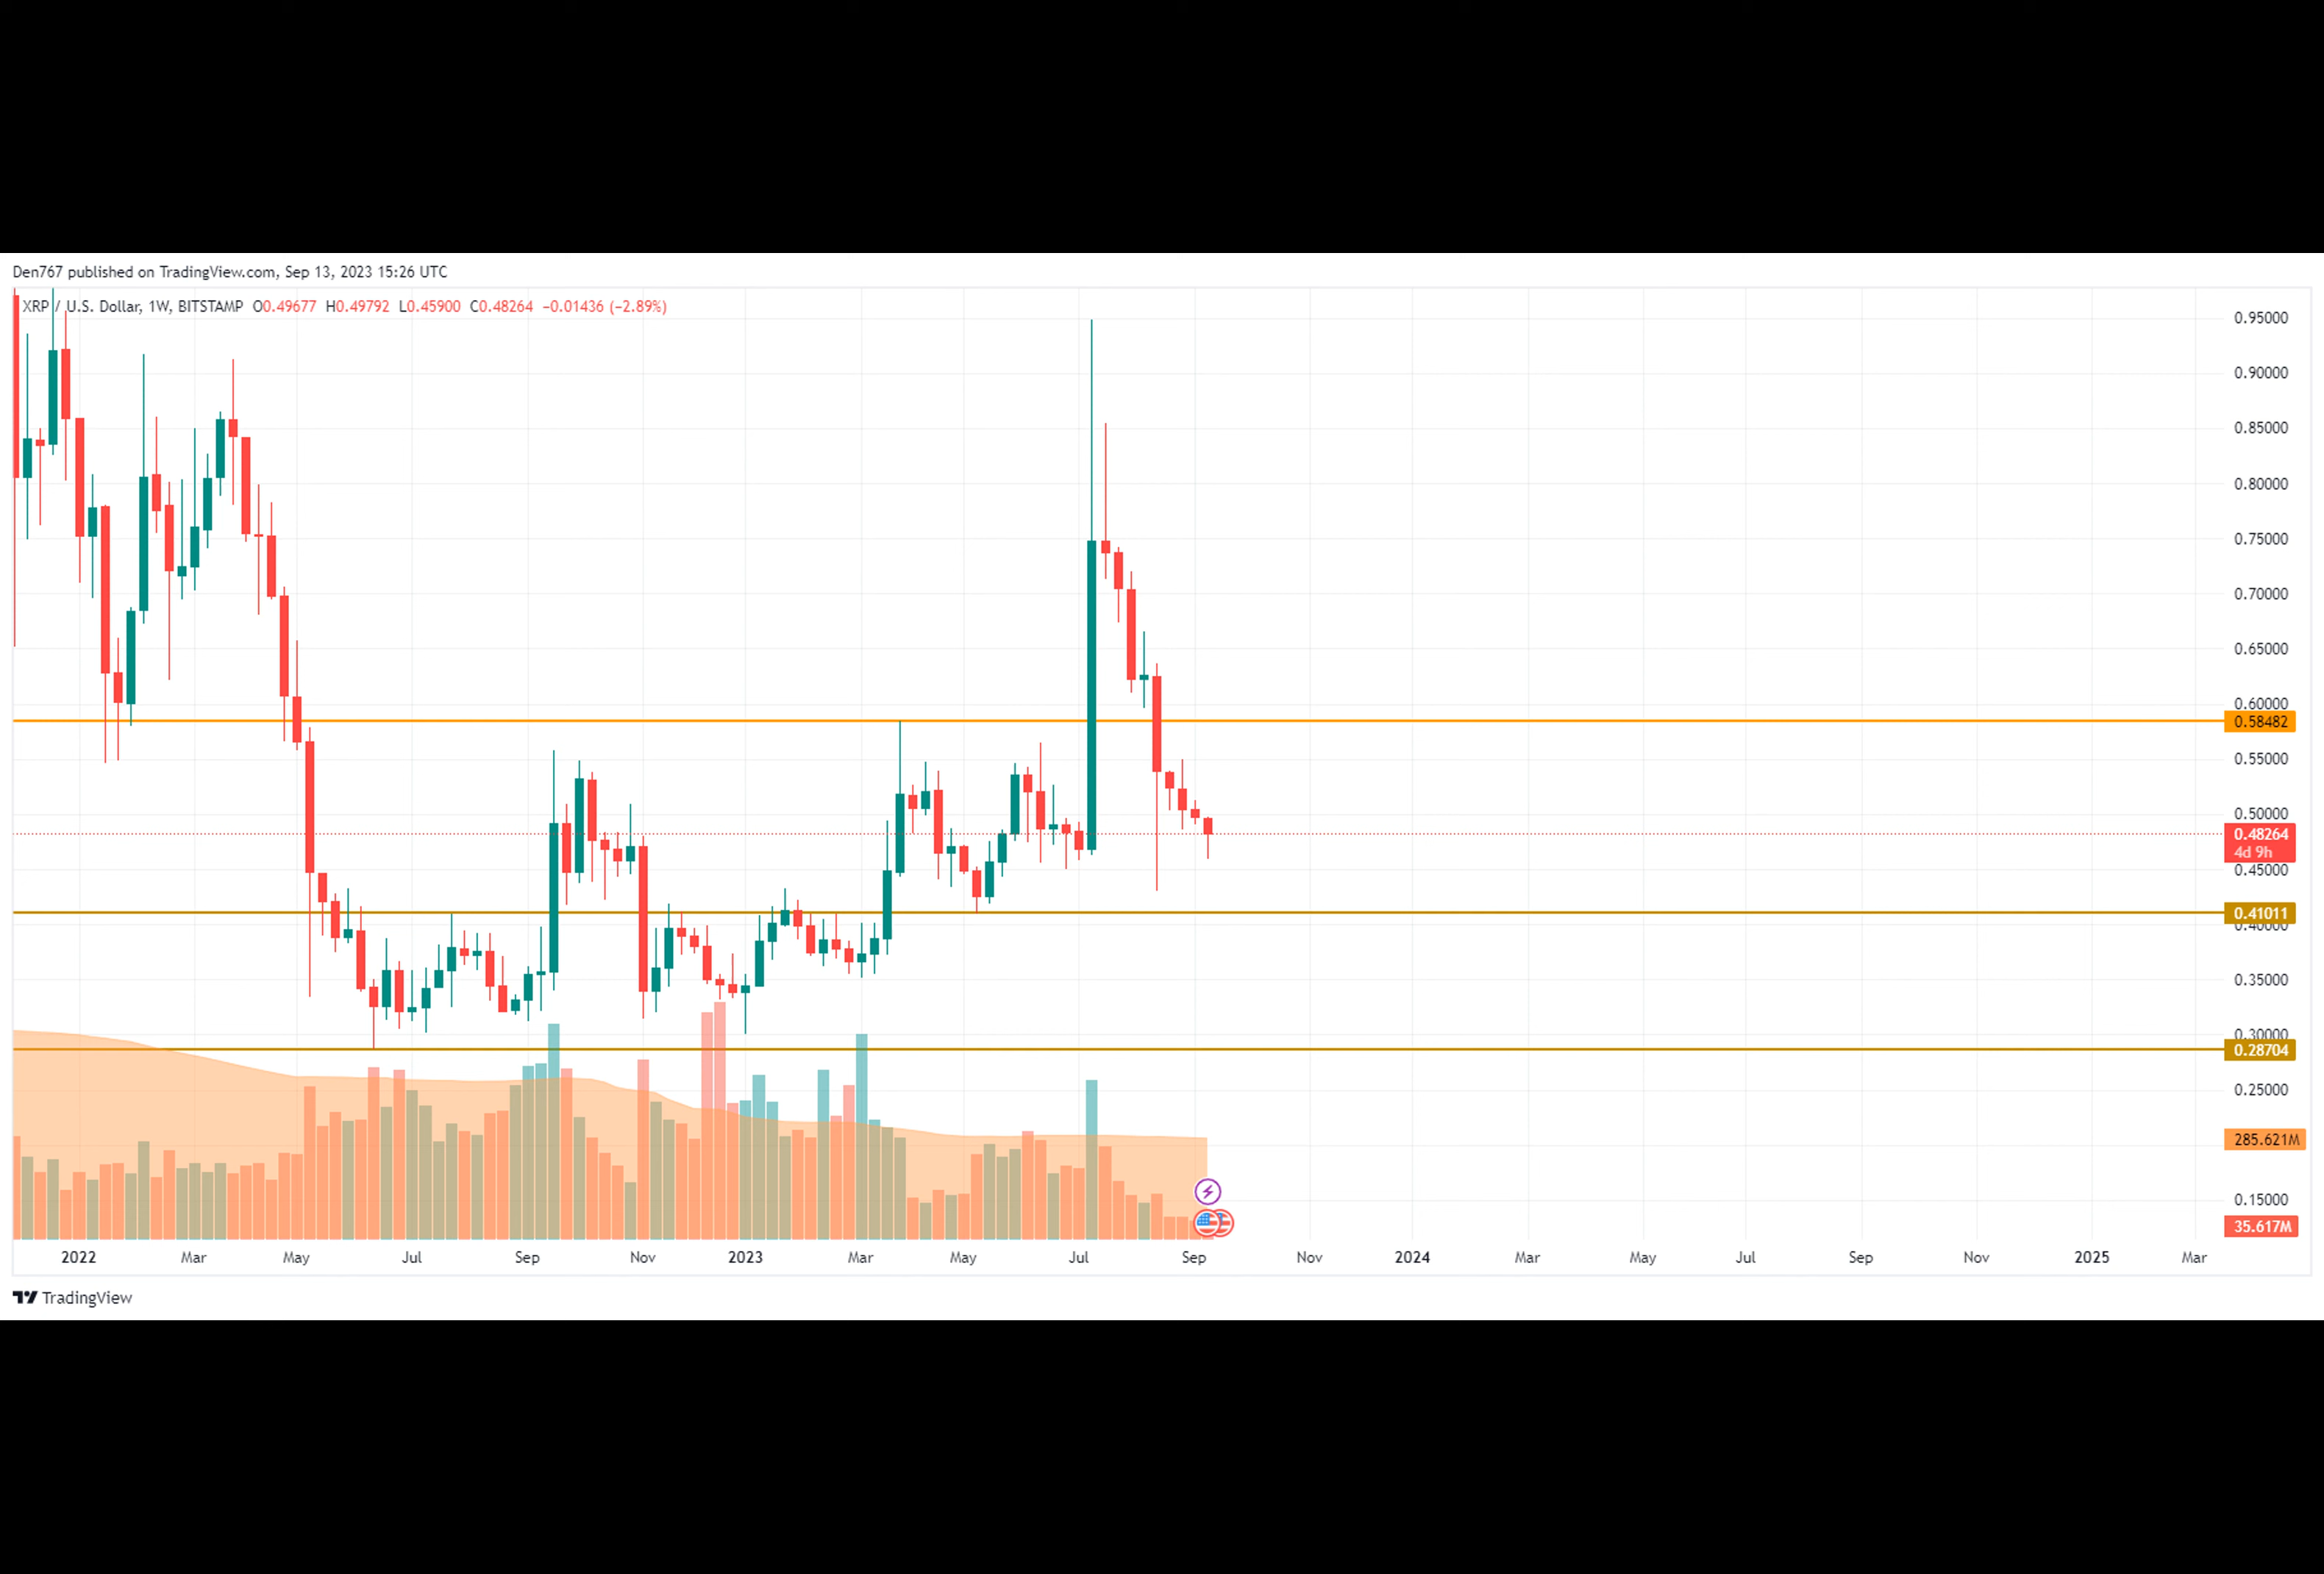 Den767 published on TradingView.com, Sep 13, 2023 15:26 UTC
XRP / U.S. Dollar, 1W, BITSTAMP O0.49677 H0.49792 L0.45900 C0.48264 −0.01436 (−2.89%)
0.95000
0.90000
0.85000
0.80000
0.75000
0.70000
0.65000
0.60000
0.58482
0.55000
0.50000
0.48264
4d 9h
0.45000
0.41011
0.40000
0.35000
0.30000
0.28704
0.25000
285.621M
0.15000
35.617M
2022 Mar May Jul Sep Nov 2023 Mar May Jul Sep Nov 2024 Mar May Jul Sep Nov 2025 Mar
TradingView